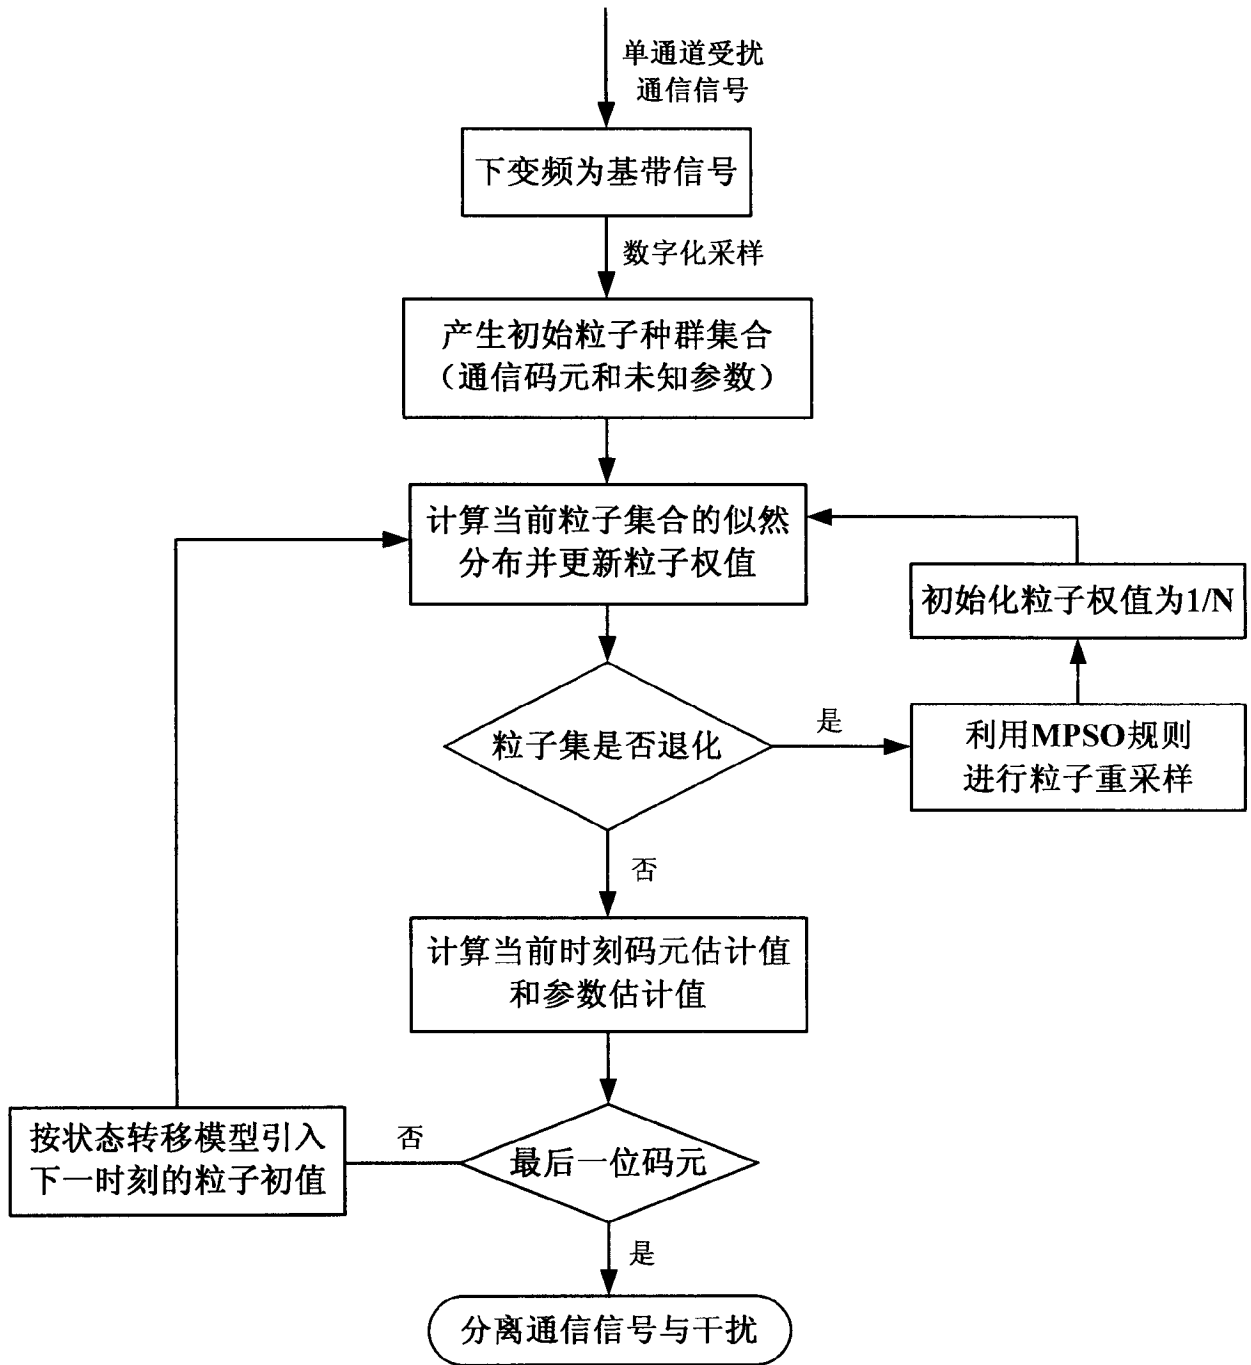 单通道受扰
通信信号
下变频为基带信号
数字化采样
产生初始粒子种群集合
（通信码元和未知参数）
计算当前粒子集合的似然
分布并更新粒子权值
初始化粒子权值为1/N
粒子集是否退化
是
利用MPSO规则
进行粒子重采样
否
计算当前时刻码元估计值
和参数估计值
按状态转移模型引入
下一时刻的粒子初值
否
最后一位码元
是
分离通信信号与干扰